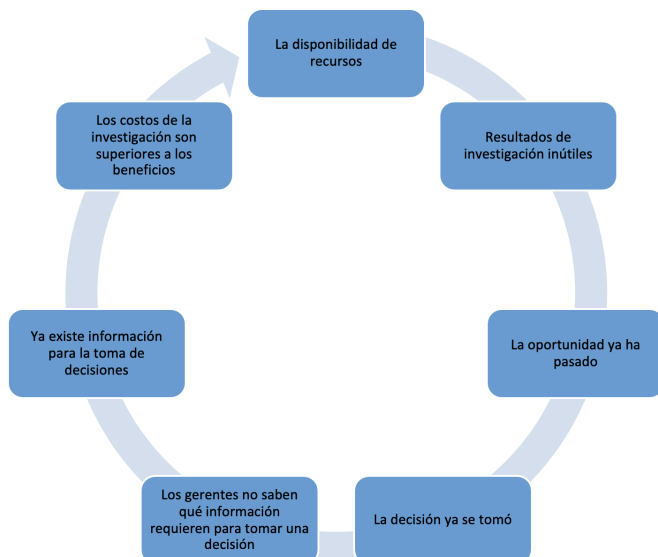 La disponibilidad de
recursos
Resultados de
investigación inútiles
La oportunidad ya ha
pasado
La decisión ya se tomó
Los gerentes no saben
qué información
requieren para tomar una
decisión
Ya existe información
para la toma de
decisiones
Los costos de la
investigación son
superiores a los
beneficios